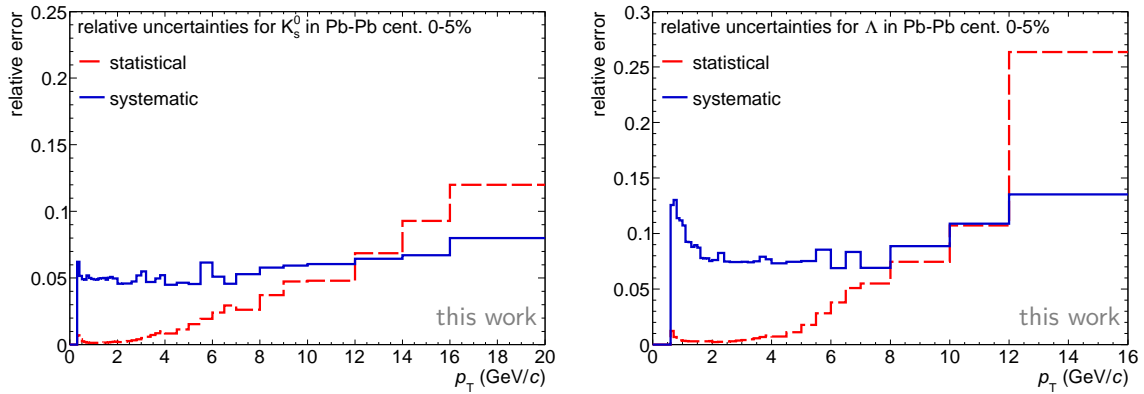 relative uncertainties for K⁰ₛ in Pb-Pb cent. 0-5%
statistical
systematic
relative error
0.25
0.2
0.15
0.1
0.05
0
0 2 4 6 8 10 12 14 16 18 20
p_T (GeV/c)
this work
relative uncertainties for Λ in Pb-Pb cent. 0-5%
statistical
systematic
relative error
0.3
0.25
0.2
0.15
0.1
0.05
0
0 2 4 6 8 10 12 14 16
p_T (GeV/c)
this work